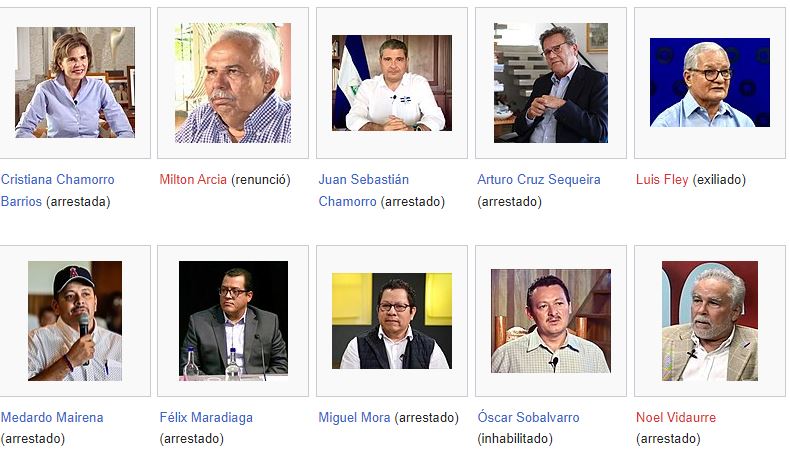 Cristiana Chamorro
Barrios (arrestada)
Milton Arcia (renunció)
Juan Sebastián
Chamorro (arrestado)
Arturo Cruz Sequeira
(arrestado)
Luis Fley (exiliado)
Medardo Mairena
(arrestado)
Félix Maradiaga
(arrestado)
Miguel Mora (arrestado)
Óscar Sobalvarro
(inhabilitado)
Noel Vidaurre
(arrestado)